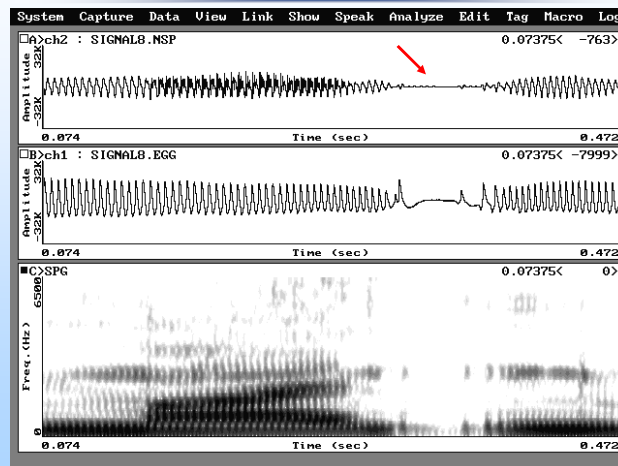 System Capture Data View Link Show Speak Analyze Edit Tag Macro Log
A>ch2 : SIGNAL8.NSP 0.07375< -763>
32K
Amplitude
-32K
0.074 Time (sec) 0.472
B>ch1 : SIGNAL8.EGG 0.07375< -7999>
32K
Amplitude
-32K
0.074 Time (sec) 0.472
C>SPG 0.07375< 0>
6500
Freq.(Hz)
0
0.074 Time (sec) 0.472